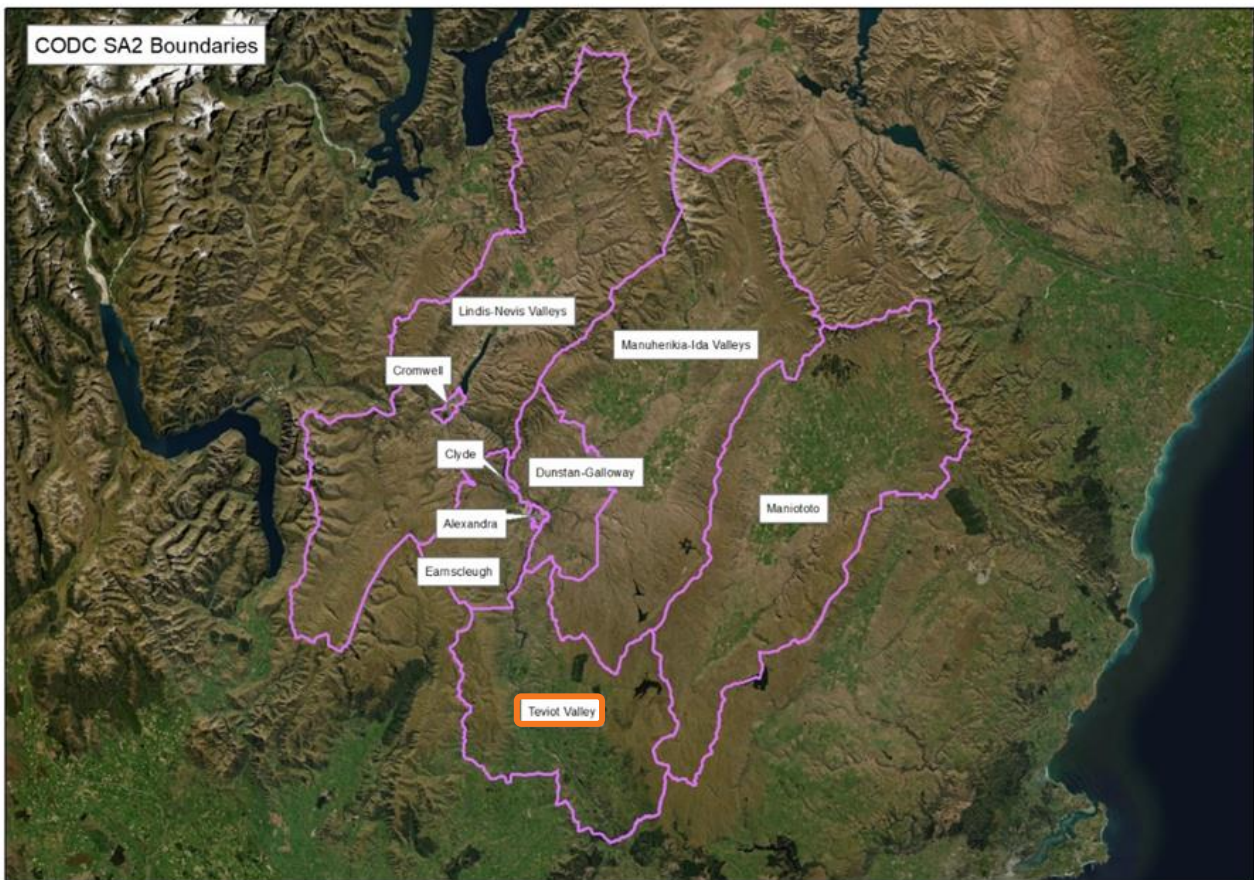 CODC SA2 Boundaries
Lindis-Nevis Valleys
Manuherikia-Ida Valleys
Cromwell
Clyde
Dunstan-Galloway
Maniototo
Alexandra
Earnscleugh
Teviot Valley